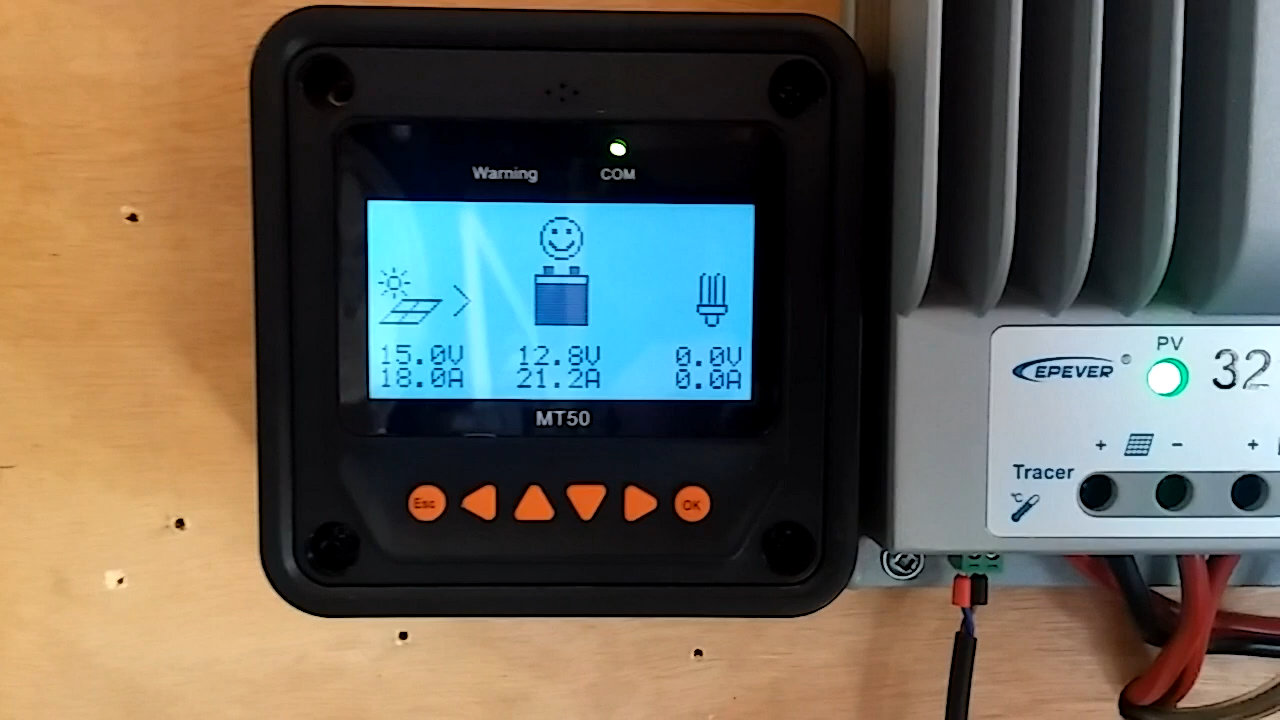 Warning COM
15.0V 12.8V 0.0V
18.0A 21.2A 0.0A
MT50
Esc OK
PV
EPEVER ® 32
+ - +
Tracer
°C